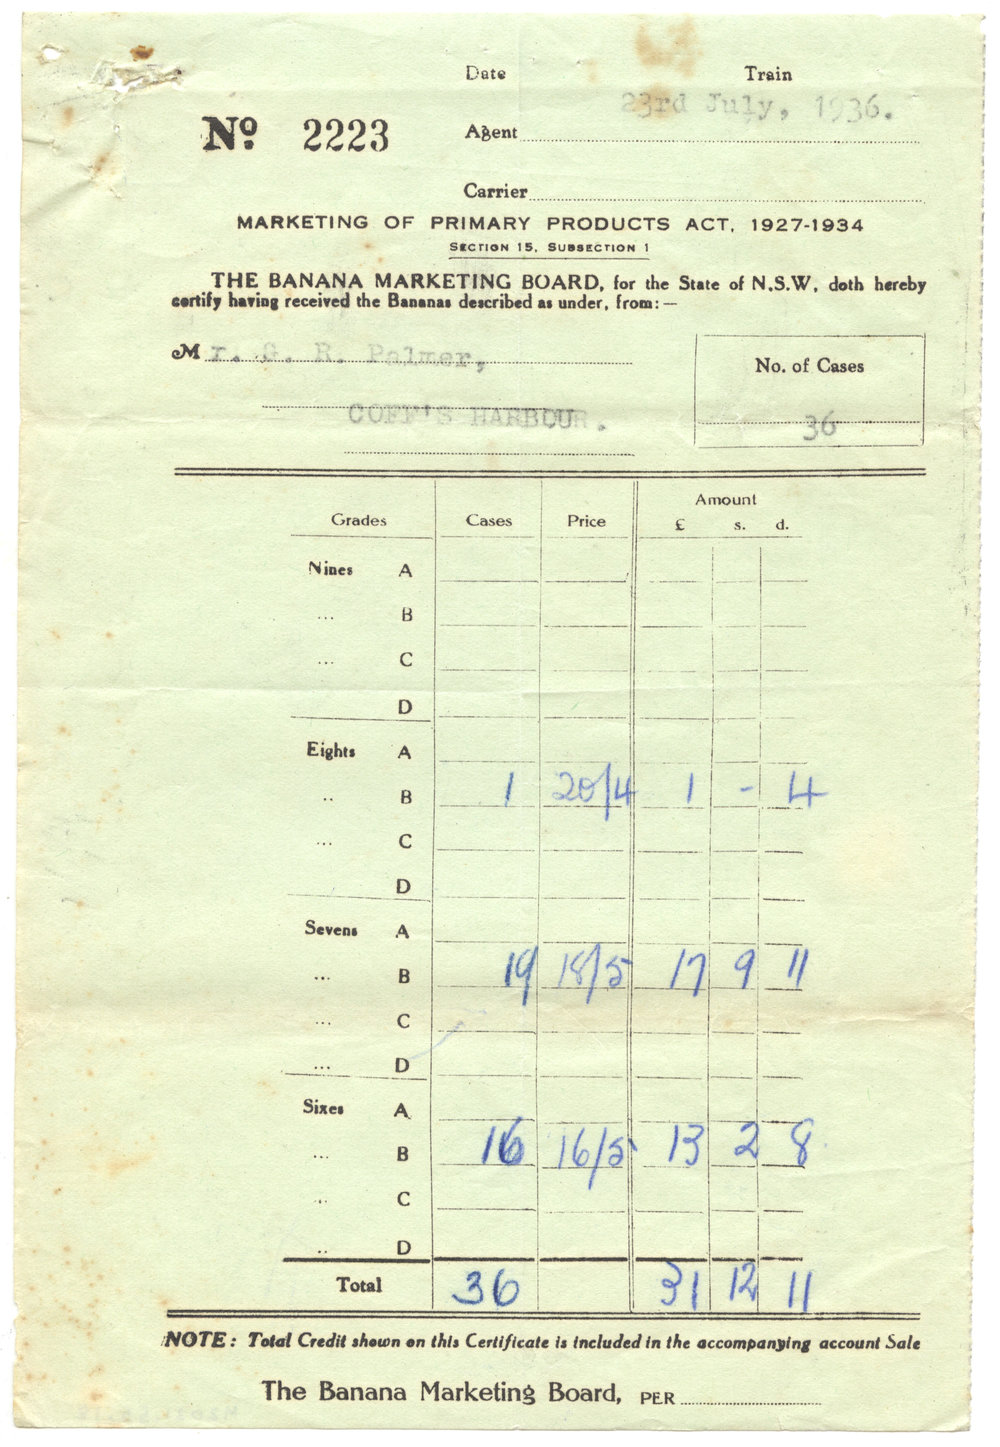 Date Train
23rd July, 1936.
No. 2223 Agent
Carrier
MARKETING OF PRIMARY PRODUCTS ACT, 1927-1934
SECTION 15, SUBSECTION 1
THE BANANA MARKETING BOARD, for the State of N.S.W, doth hereby
certify having received the Bananas described as under, from:—
Mr. G. R. Palmer,
No. of Cases
COFF'S HARBOUR.
36
Amount
Grades Cases Price £ s. d.
Nines A
... B
... C
D
Eights A
.. B 1 20/4 1 - 4
... C
D
Sevens A
... B 19 18/5 17 9 11
... C
... D
Sixes A
... B 16 16/5 13 2 8
.. C
.. D
Total 36 31 12 11
NOTE: Total Credit shown on this Certificate is included in the accompanying account Sale
The Banana Marketing Board, PER